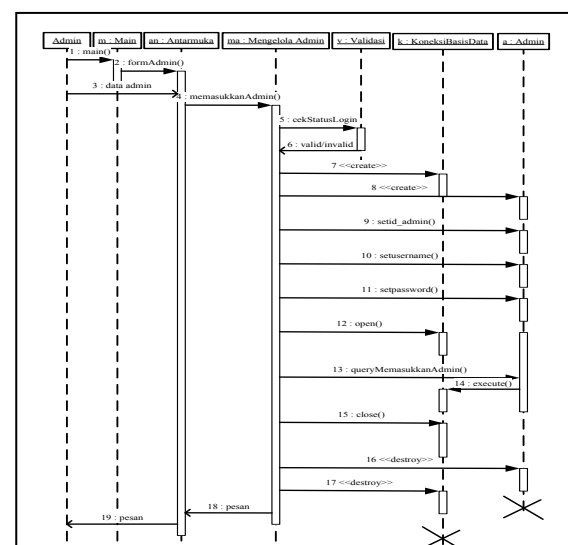 Admin
m : Main
an : Antarmuka
ma : Mengelola Admin
v : Validasi
k : KoneksiBasisData
a : Admin
1 : main()
2 : formAdmin()
3 : data admin
4 : memasukkanAdmin()
5 : cekStatusLogin
6 : valid/invalid
7 <<create>>
8 : <<create>>
9 : setid_admin()
10 : setusername()
11 : setpassword()
12 : open()
13 : queryMemasukkanAdmin()
14 : execute()
15 : close()
16 <<destroy>>
17 <<destroy>>
18 : pesan
19 : pesan